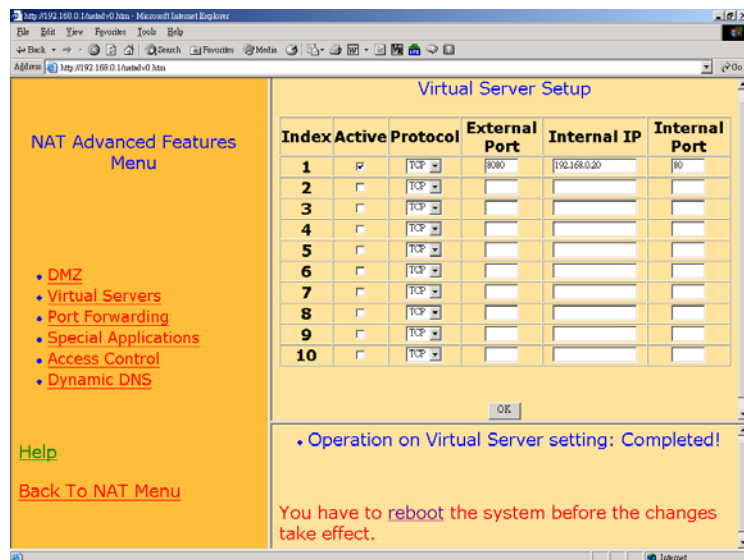 http://192.168.0.1/natadv0.htm - Microsoft Internet Explorer
File Edit View Favorites Tools Help
Back Search Favorites Media
Address http://192.168.0.1/natadv0.htm Go
NAT Advanced Features
Menu
DMZ
Virtual Servers
Port Forwarding
Special Applications
Access Control
Dynamic DNS
Help
Back To NAT Menu
Virtual Server Setup
Index Active Protocol External Port Internal IP Internal Port
1 TCP 8080 192.168.0.20 80
2 TCP
3 TCP
4 TCP
5 TCP
6 TCP
7 TCP
8 TCP
9 TCP
10 TCP
OK
Operation on Virtual Server setting: Completed!
You have to reboot the system before the changes
take effect.
Internet